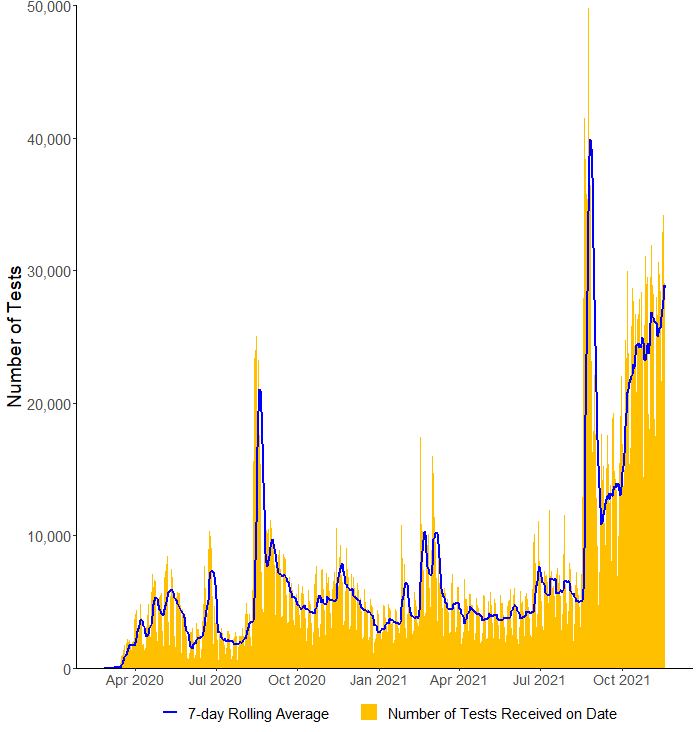 50,000
40,000
30,000
20,000
10,000
0
Number of Tests
Apr 2020 Jul 2020 Oct 2020 Jan 2021 Apr 2021 Jul 2021 Oct 2021
7-day Rolling Average Number of Tests Received on Date